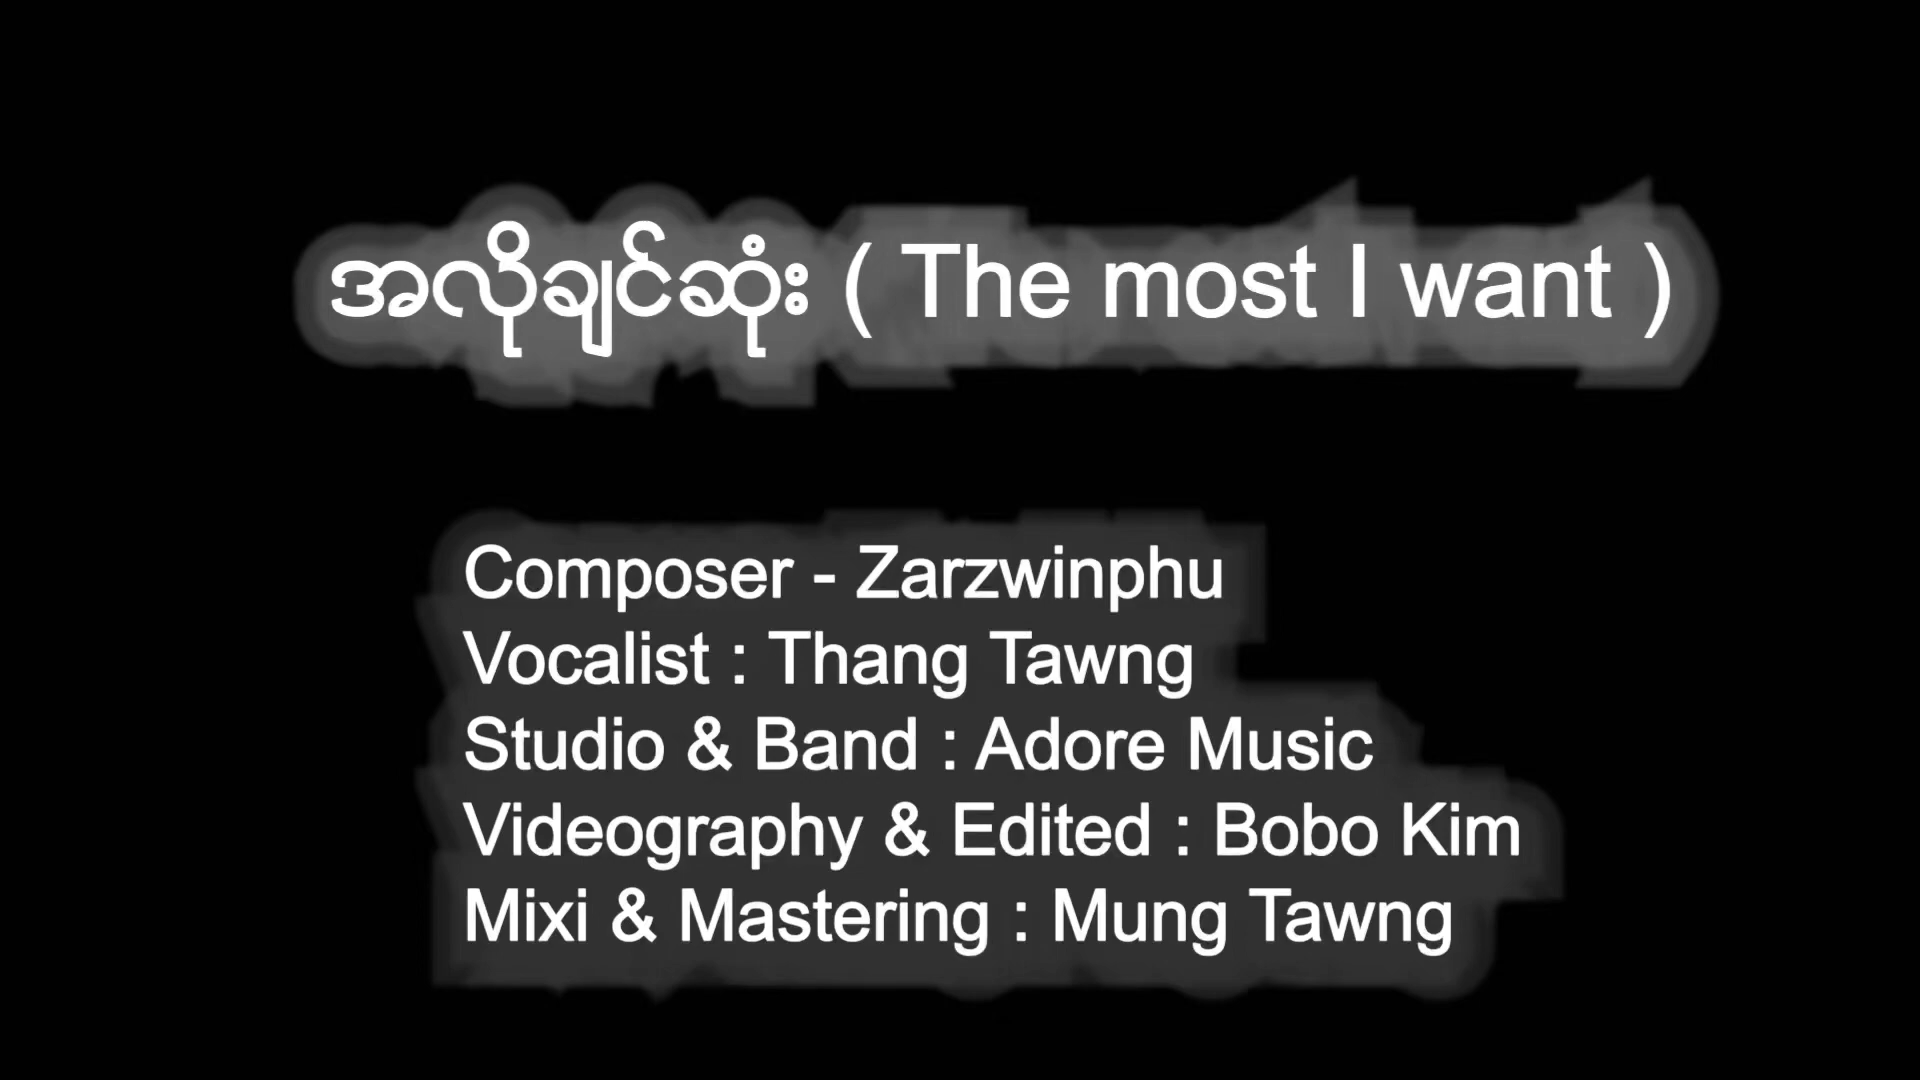 အလိုချင်ဆုံး ( The most I want )
Composer - Zarzwinphu
Vocalist : Thang Tawng
Studio & Band : Adore Music
Videography & Edited : Bobo Kim
Mixi & Mastering : Mung Tawng